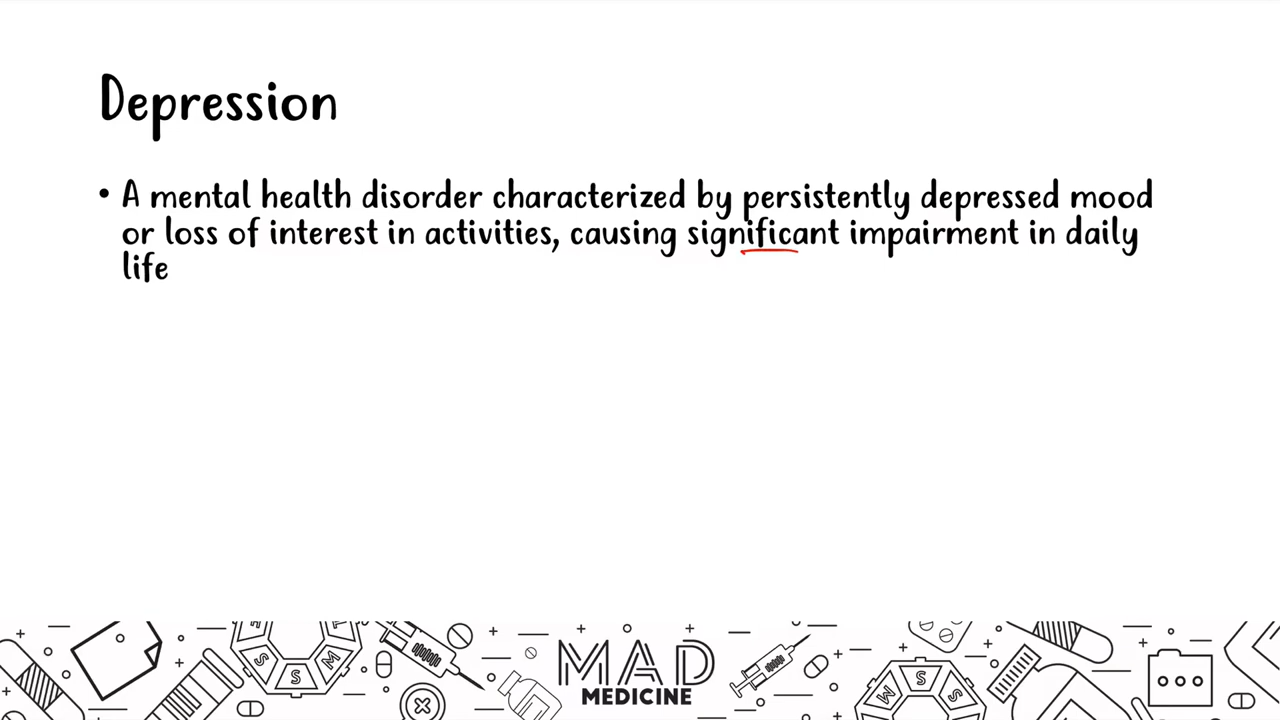 Depression
• A mental health disorder characterized by persistently depressed mood
or loss of interest in activities, causing significant impairment in daily
life
S S M
MAD
MEDICINE
M S S